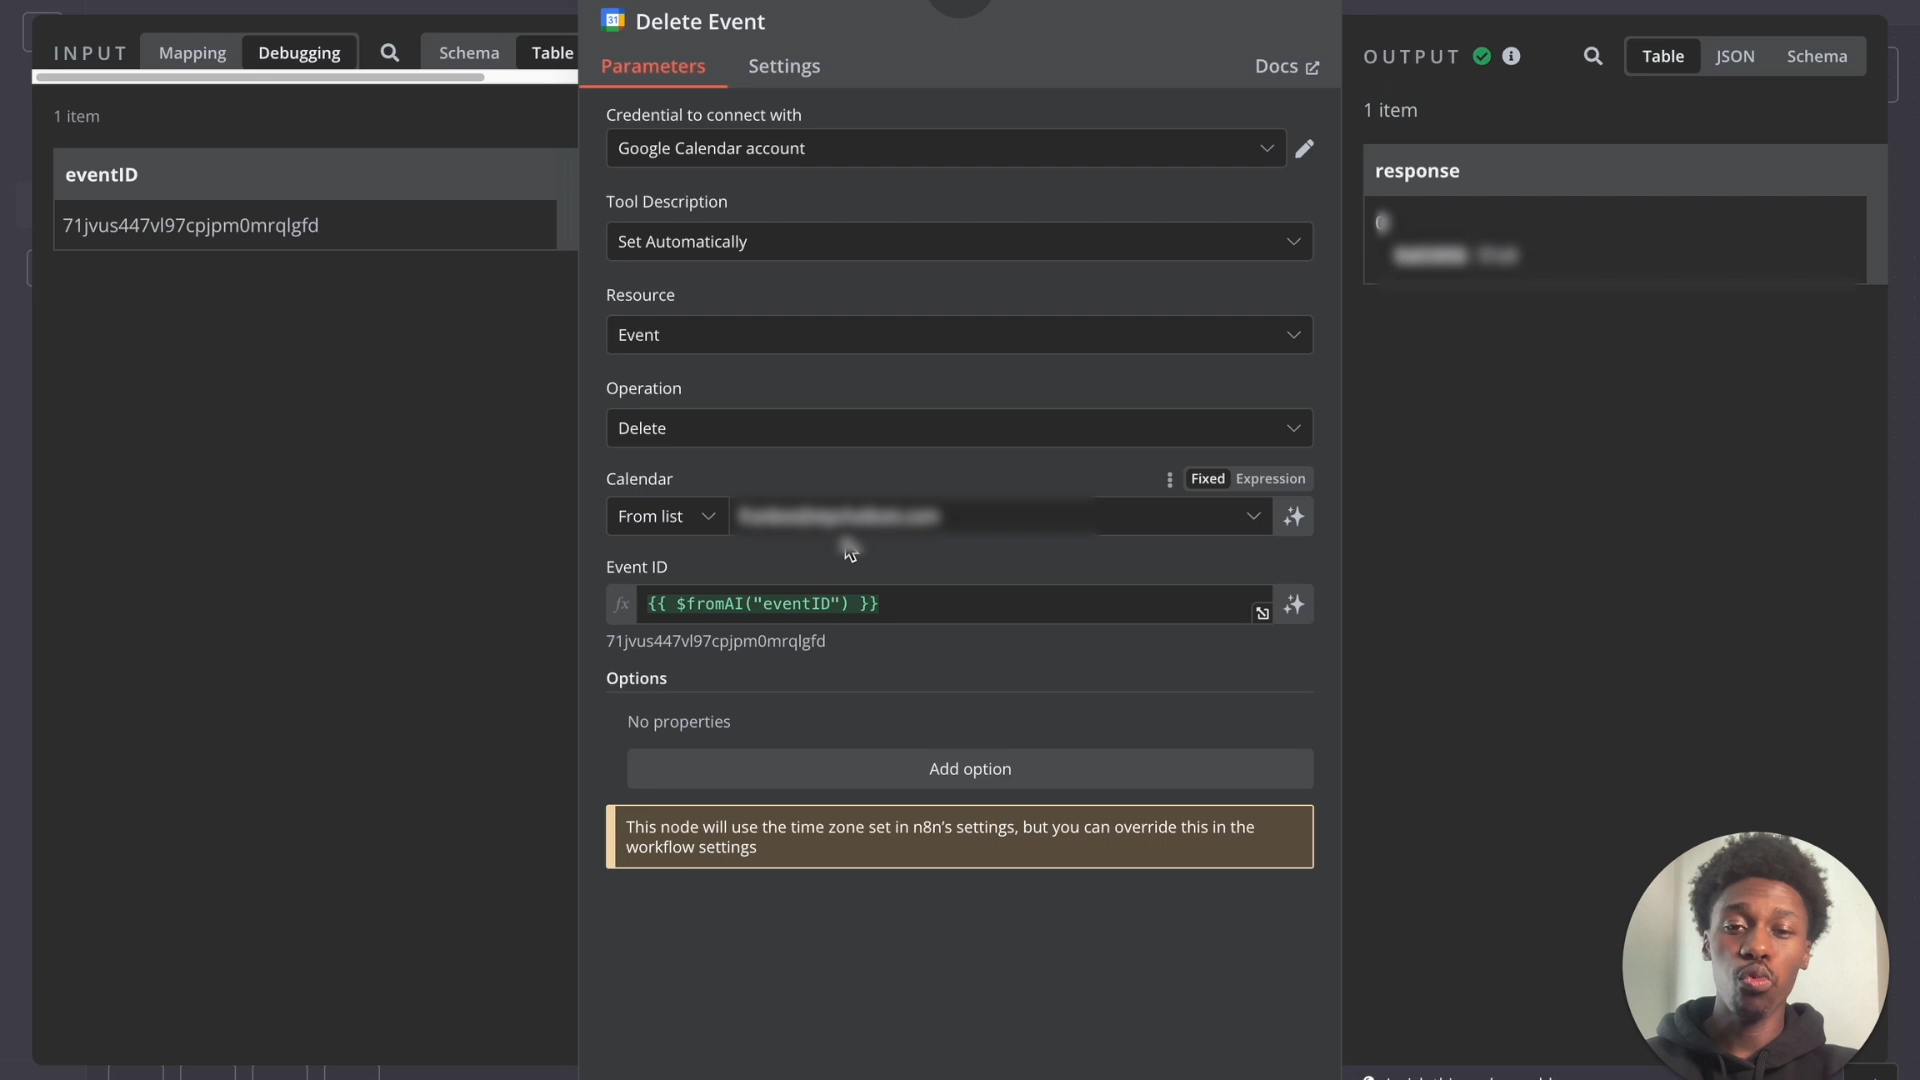 INPUT
Mapping
Debugging
Schema
Table
1 item
eventID
71jvus447vl97cpjpm0mrqlgfd
31
Delete Event
Parameters
Settings
Docs
Credential to connect with
Google Calendar account
Tool Description
Set Automatically
Resource
Event
Operation
Delete
Calendar
Fixed
Expression
From list
Event ID
fx
{{ $fromAI("eventID") }}
71jvus447vl97cpjpm0mrqlgfd
Options
No properties
Add option
This node will use the time zone set in n8n's settings, but you can override this in the
workflow settings
OUTPUT
Table
JSON
Schema
1 item
response